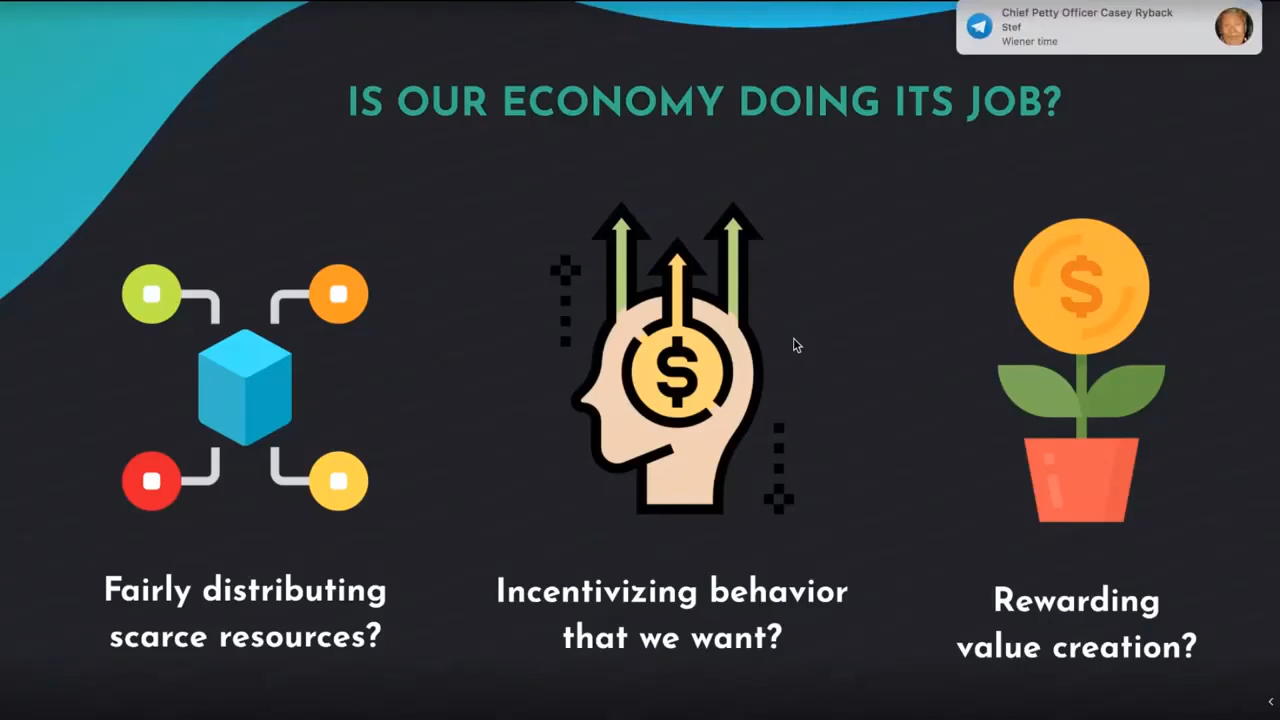 Chief Petty Officer Casey Ryback
Stef
Wiener time
IS OUR ECONOMY DOING ITS JOB?
$
$
Fairly distributing
scarce resources?
Incentivizing behavior
that we want?
Rewarding
value creation?